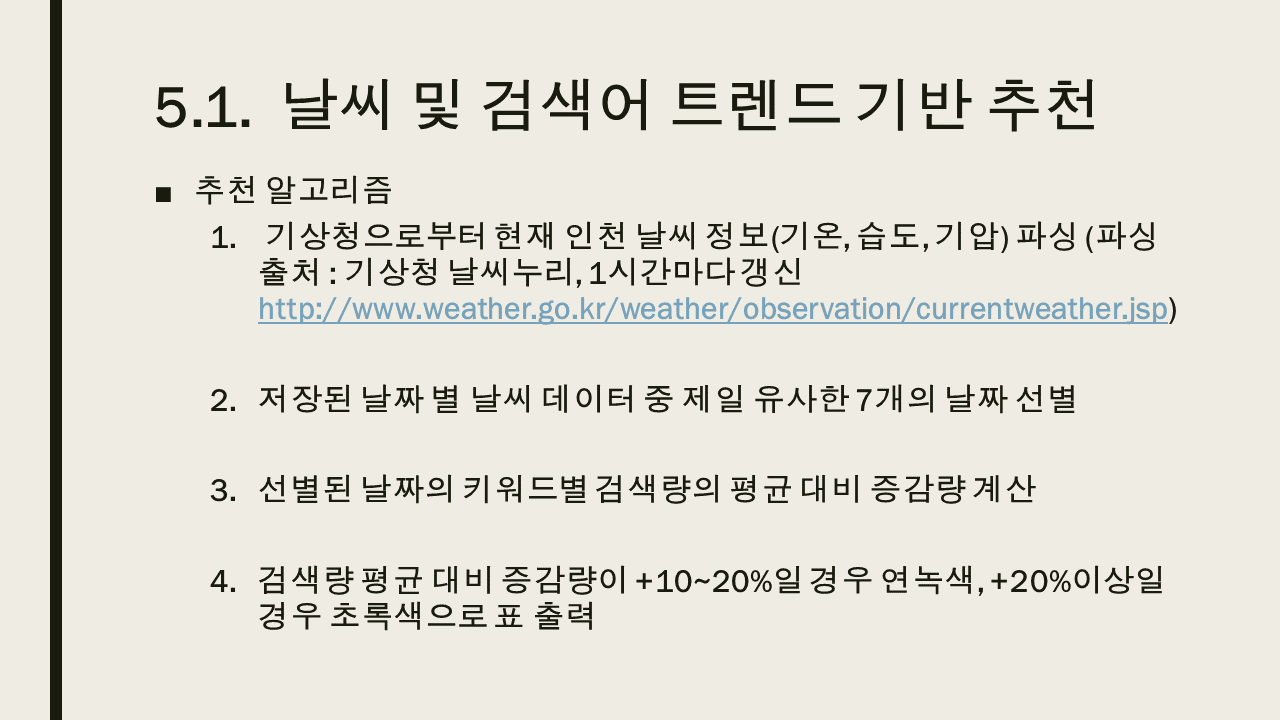 5.1. 날씨 및 검색어 트렌드 기반 추천
■ 추천 알고리즘
1. 기상청으로부터 현재 인천 날씨 정보(기온, 습도, 기압) 파싱 (파싱
출처 : 기상청 날씨누리, 1시간마다 갱신
http://www.weather.go.kr/weather/observation/currentweather.jsp)
2. 저장된 날짜 별 날씨 데이터 중 제일 유사한 7개의 날짜 선별
3. 선별된 날짜의 키워드별 검색량의 평균 대비 증감량 계산
4. 검색량 평균 대비 증감량이 +10~20%일 경우 연녹색, +20%이상일
경우 초록색으로 표 출력